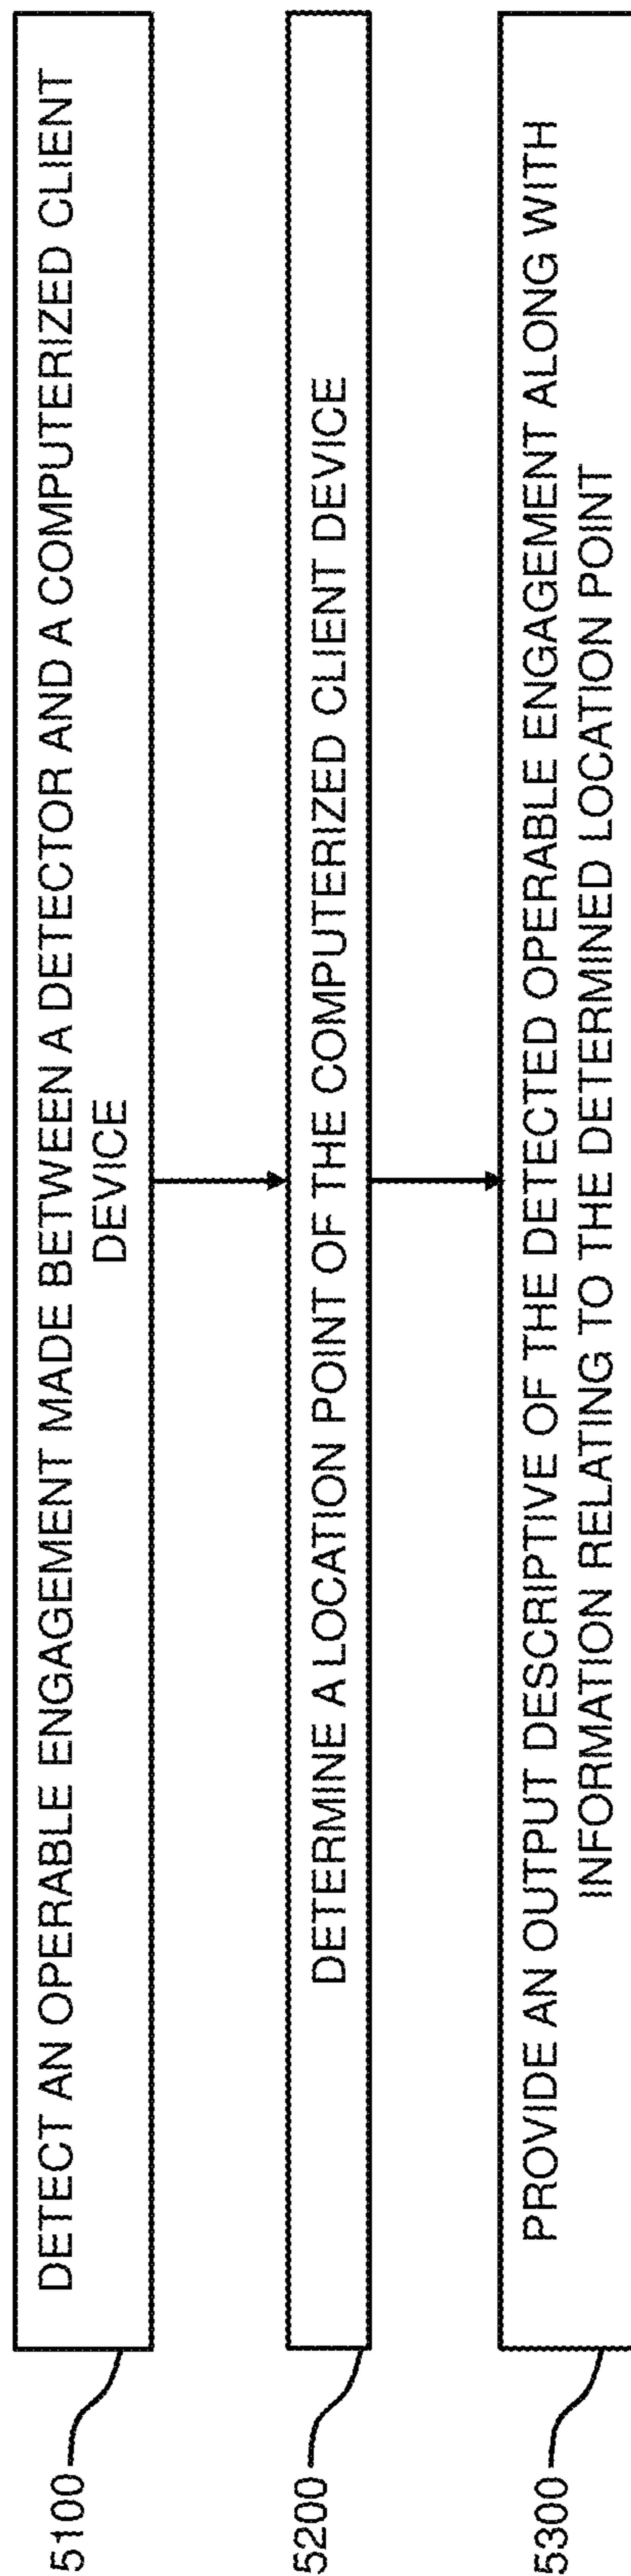 5100
DETECT AN OPERABLE ENGAGEMENT MADE BETWEEN A DETECTOR AND A COMPUTERIZED CLIENT
DEVICE
5200
DETERMINE A LOCATION POINT OF THE COMPUTERIZED CLIENT DEVICE
5300
PROVIDE AN OUTPUT DESCRIPTIVE OF THE DETECTED OPERABLE ENGAGEMENT ALONG WITH
INFORMATION RELATING TO THE DETERMINED LOCATION POINT